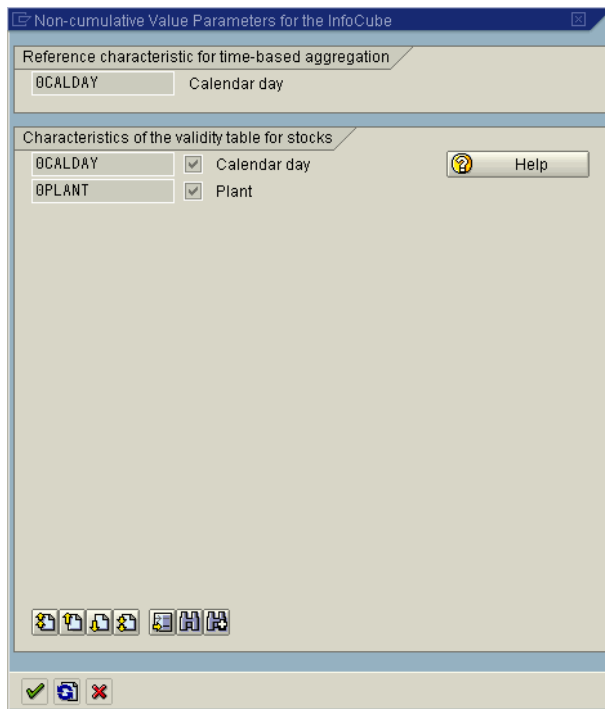 Non-cumulative Value Parameters for the InfoCube
Reference characteristic for time-based aggregation
0CALDAY Calendar day
Characteristics of the validity table for stocks
0CALDAY Calendar day Help
0PLANT Plant